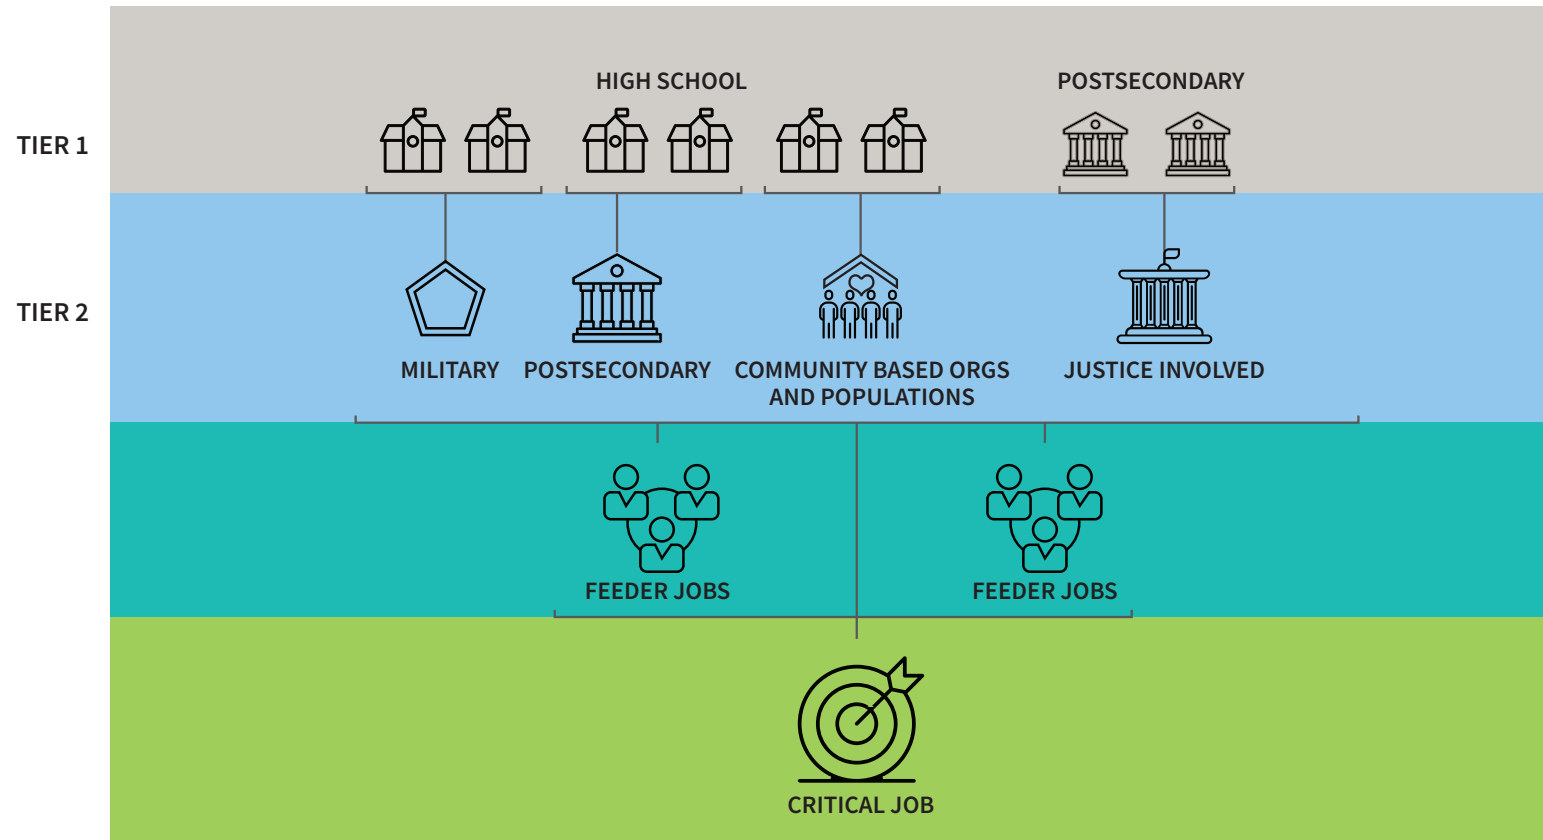 HIGH SCHOOL
POSTSECONDARY
TIER 1
TIER 2
MILITARY
POSTSECONDARY
COMMUNITY BASED ORGS
AND POPULATIONS
JUSTICE INVOLVED
FEEDER JOBS
FEEDER JOBS
CRITICAL JOB